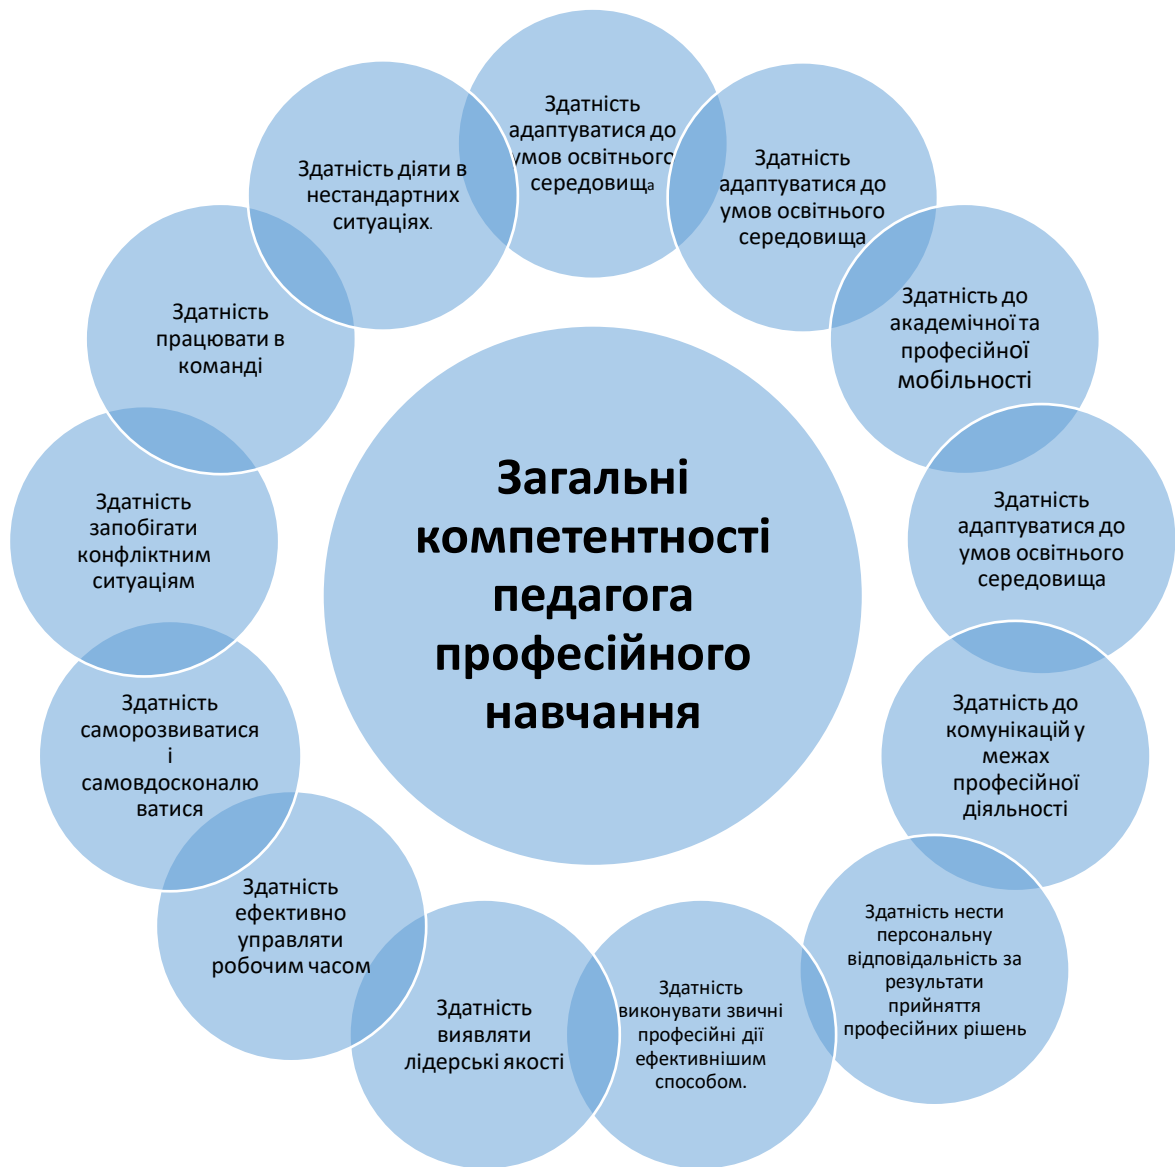 Здатність
адаптуватися до
умов освітнього
середовища
Здатність
адаптуватися до
умов освітнього
середовища
Здатність до
академічної та
професійної
мобільності
Здатність
адаптуватися до
умов освітнього
середовища
Здатність до
комунікацій у
межах
професійної
діяльності
Здатність нести
персональну
відповідальність за
результати
прийняття
професійних рішень
Здатність
виконувати звичні
професійні дії
ефективнішим
способом.
Здатність
виявляти
лідерські якості
Здатність
ефективно
управляти
робочим часом
Здатність
саморозвиватися
і
самовдосконалю
ватися
Здатність
запобігати
конфліктним
ситуаціям
Здатність
працювати в
команді
Здатність діяти в
нестандартних
ситуаціях.
Загальні
компетентності
педагога
професійного
навчання